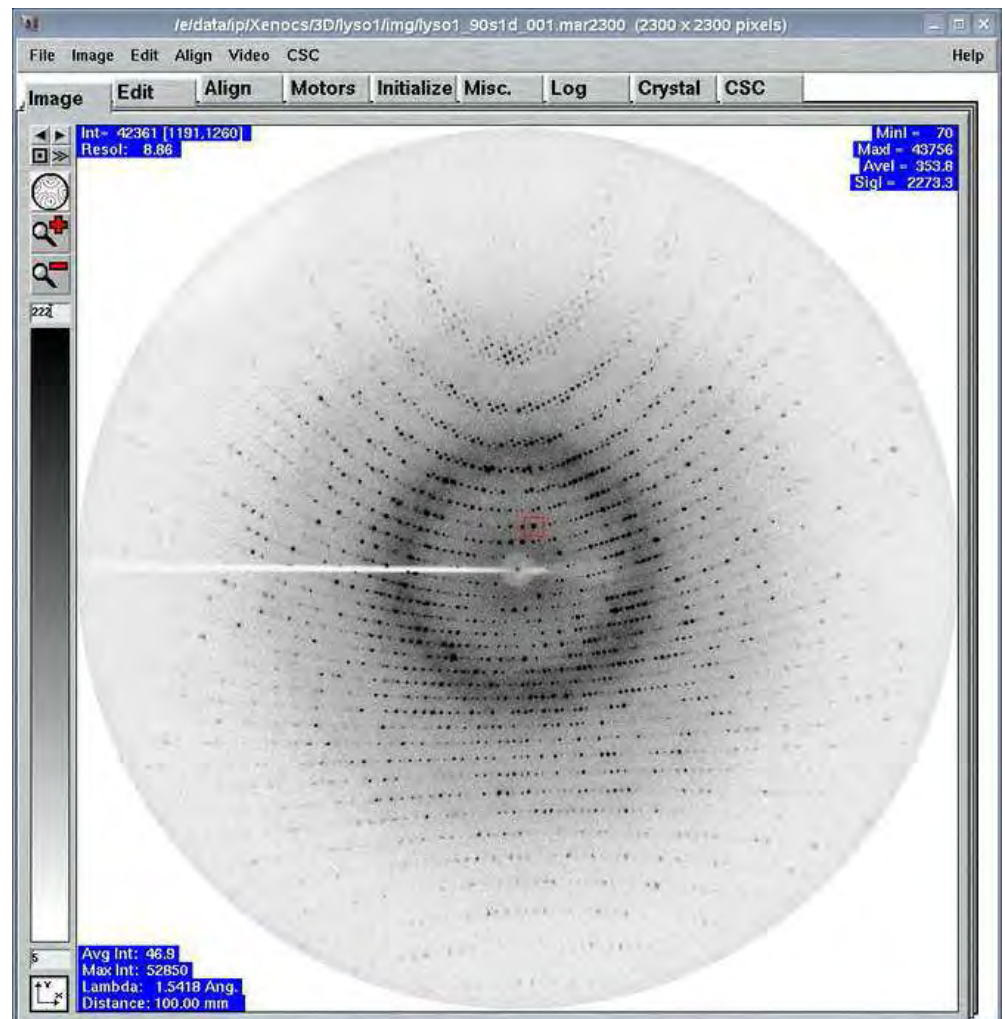 /e/data/ip/Xenocs/3D/lyso1/img/lyso1_90s1d_001.mar2300 (2300 x 2300 pixels)
File Image Edit Align Video CSC Help
Image Edit Align Motors Initialize Misc. Log Crystal CSC
Int= 42361 [1191,1260]
Resol: 8.86
MinI = 70
MaxI = 43756
AveI = 353.8
SigI = 2273.3
222
5
Avg Int: 46.9
Max Int: 52850
Lambda: 1.5418 Ang.
Distance: 100.00 mm
Y
X